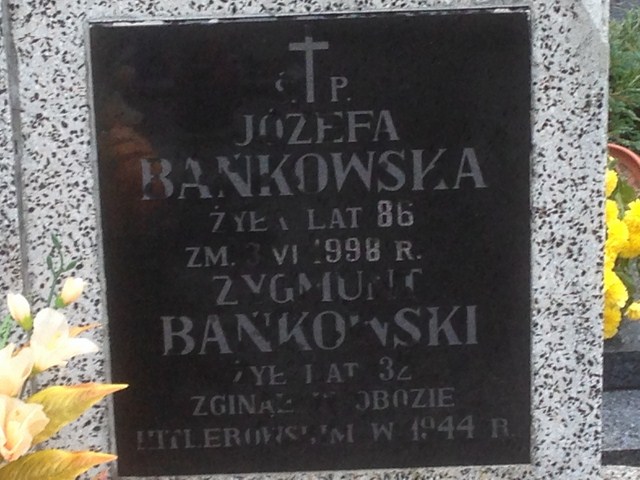 Ś. P.
JÓZEFA
BAŃKOWSKA
ŻYŁA LAT 86
ZM. 3 VI 1998 R.
ZYGMUNT
BAŃKOWSKI
ŻYŁ LAT 32
ZGINĄŁ W OBOZIE
HITLEROWSKIM W 1944 R.